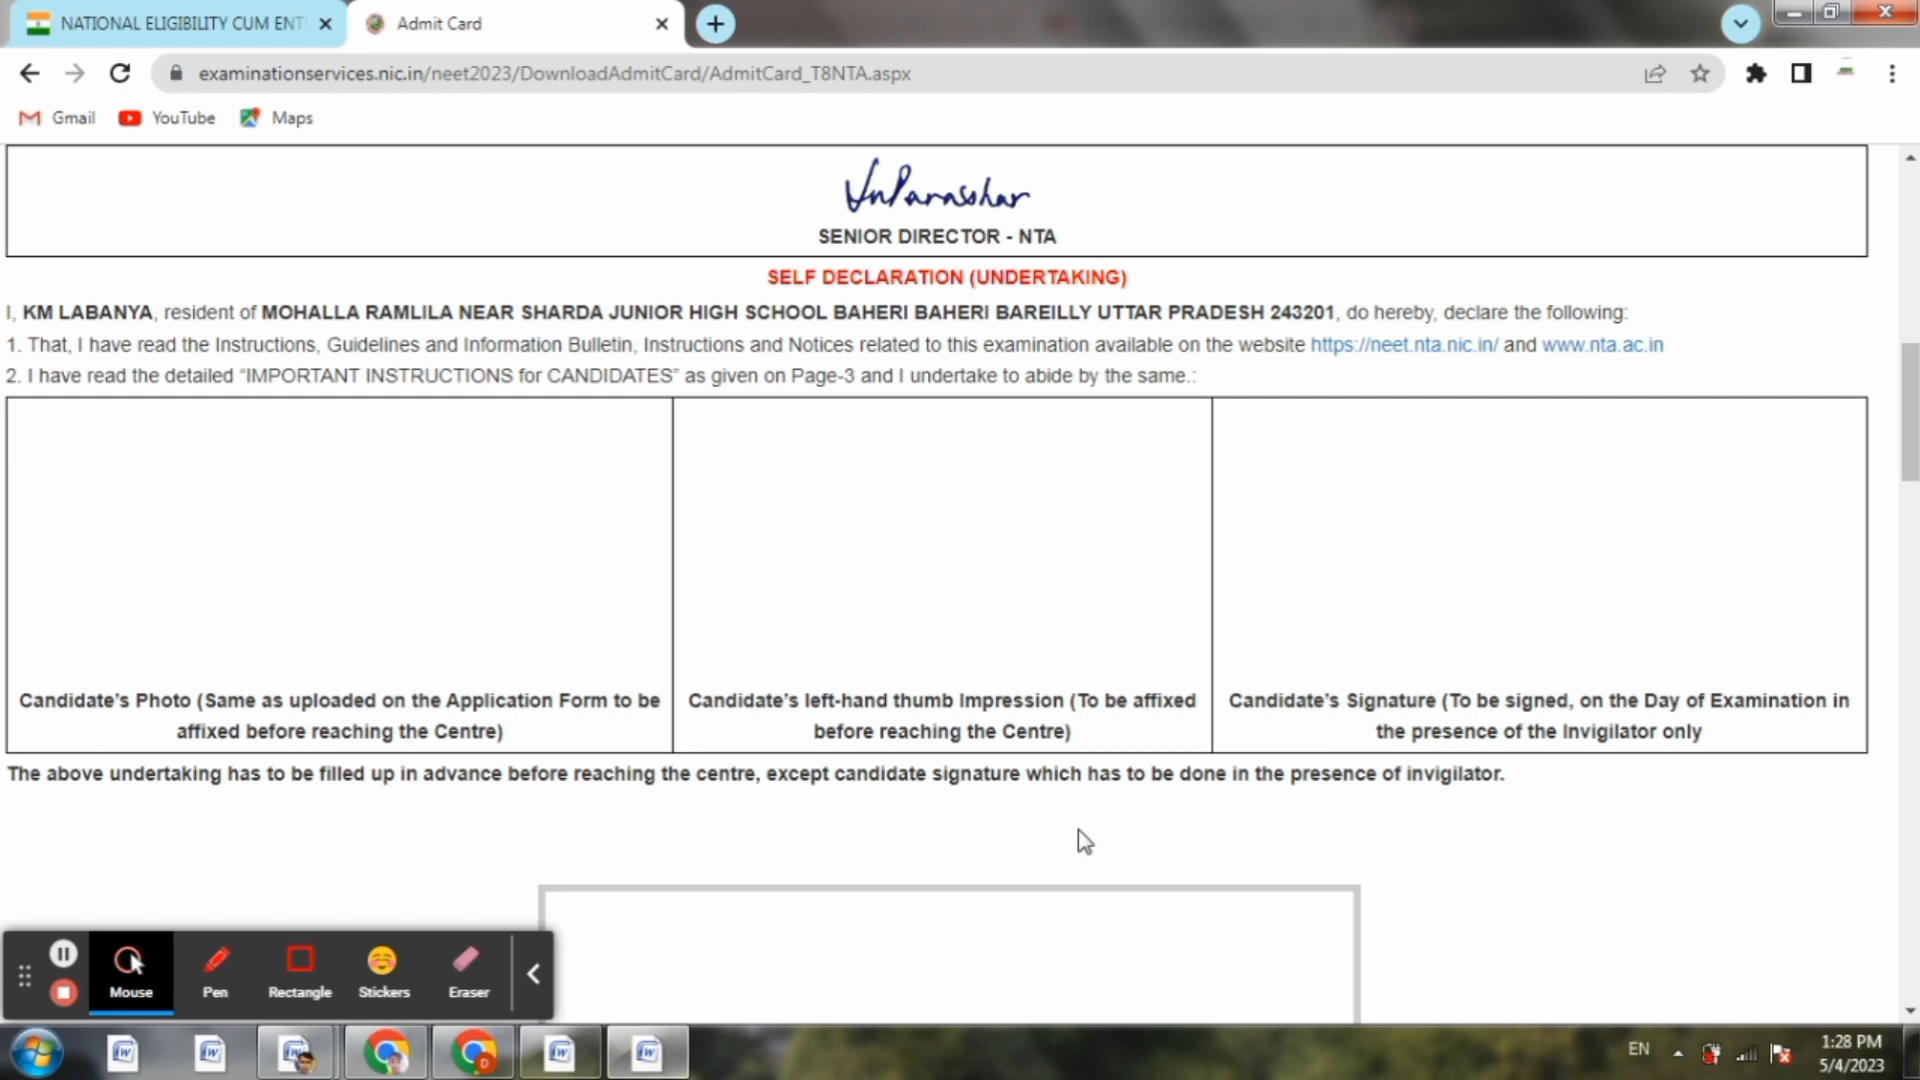 NATIONAL ELIGIBILITY CUM ENT
Admit Card
examinationservices.nic.in/neet2023/DownloadAdmitCard/AdmitCard_T8NTA.aspx
Gmail
YouTube
Maps
VnParasshar
SENIOR DIRECTOR - NTA
SELF DECLARATION (UNDERTAKING)
I, KM LABANYA, resident of MOHALLA RAMLILA NEAR SHARDA JUNIOR HIGH SCHOOL BAHERI BAHERI BAREILLY UTTAR PRADESH 243201, do hereby, declare the following:
1. That, I have read the Instructions, Guidelines and Information Bulletin, Instructions and Notices related to this examination available on the website https://neet.nta.nic.in/ and www.nta.ac.in
2. I have read the detailed “IMPORTANT INSTRUCTIONS for CANDIDATES” as given on Page-3 and I undertake to abide by the same.:
Candidate’s Photo (Same as uploaded on the Application Form to be
affixed before reaching the Centre)
Candidate’s left-hand thumb Impression (To be affixed
before reaching the Centre)
Candidate’s Signature (To be signed, on the Day of Examination in
the presence of the Invigilator only
The above undertaking has to be filled up in advance before reaching the centre, except candidate signature which has to be done in the presence of invigilator.
Mouse
Pen
Rectangle
Stickers
Eraser
EN
1:28 PM
5/4/2023